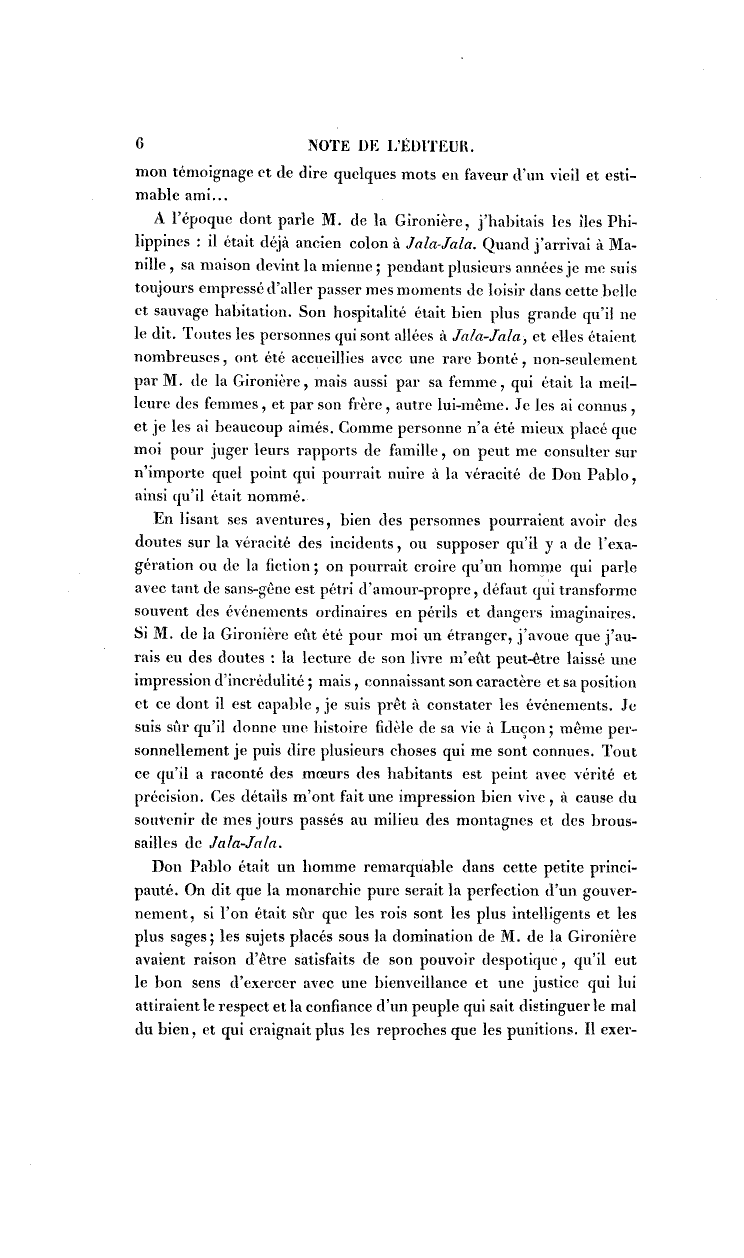 6 NOTE DE L'ÉDITEUR.
mon témoignage et de dire quelques mots en faveur d'un vieil et esti-
mable ami...
A l'époque dont parle M. de la Gironière, j'habitais les îles Phi-
lippines : il était déjà ancien colon à Jala-Jala. Quand j'arrivai à Ma-
nille, sa maison devint la mienne ; pendant plusieurs années je me suis
toujours empressé d'aller passer mes moments de loisir dans cette belle
et sauvage habitation. Son hospitalité était bien plus grande qu'il ne
le dit. Toutes les personnes qui sont allées à Jala-Jala, et elles étaient
nombreuses, ont été accueillies avec une rare bonté, non-seulement
par M. de la Gironière, mais aussi par sa femme, qui était la meil-
leure des femmes, et par son frère, autre lui-même. Je les ai connus,
et je les ai beaucoup aimés. Comme personne n'a été mieux placé que
moi pour juger leurs rapports de famille, on peut me consulter sur
n'importe quel point qui pourrait nuire à la véracité de Don Pablo,
ainsi qu'il était nommé.
En lisant ses aventures, bien des personnes pourraient avoir des
doutes sur la véracité des incidents, ou supposer qu'il y a de l'exa-
gération ou de la fiction ; on pourrait croire qu'un homme qui parle
avec tant de sans-gêne est pétri d'amour-propre, défaut qui transforme
souvent des événements ordinaires en périls et dangers imaginaires.
Si M. de la Gironière eût été pour moi un étranger, j'avoue que j'au-
rais eu des doutes : la lecture de son livre m'eût peut-être laissé une
impression d'incrédulité ; mais, connaissant son caractère et sa position
et ce dont il est capable, je suis prêt à constater les événements. Je
suis sûr qu'il donne une histoire fidèle de sa vie à Luçon ; même per-
sonnellement je puis dire plusieurs choses qui me sont connues. Tout
ce qu'il a raconté des mœurs des habitants est peint avec vérité et
précision. Ces détails m'ont fait une impression bien vive, à cause du
souvenir de mes jours passés au milieu des montagnes et des brous-
sailles de Jala-Jala.
Don Pablo était un homme remarquable dans cette petite princi-
pauté. On dit que la monarchie pure serait la perfection d'un gouver-
nement, si l'on était sûr que les rois sont les plus intelligents et les
plus sages ; les sujets placés sous la domination de M. de la Gironière
avaient raison d'être satisfaits de son pouvoir despotique, qu'il eut
le bon sens d'exercer avec une bienveillance et une justice qui lui
attiraient le respect et la confiance d'un peuple qui sait distinguer le mal
du bien, et qui craignait plus les reproches que les punitions. Il exer-